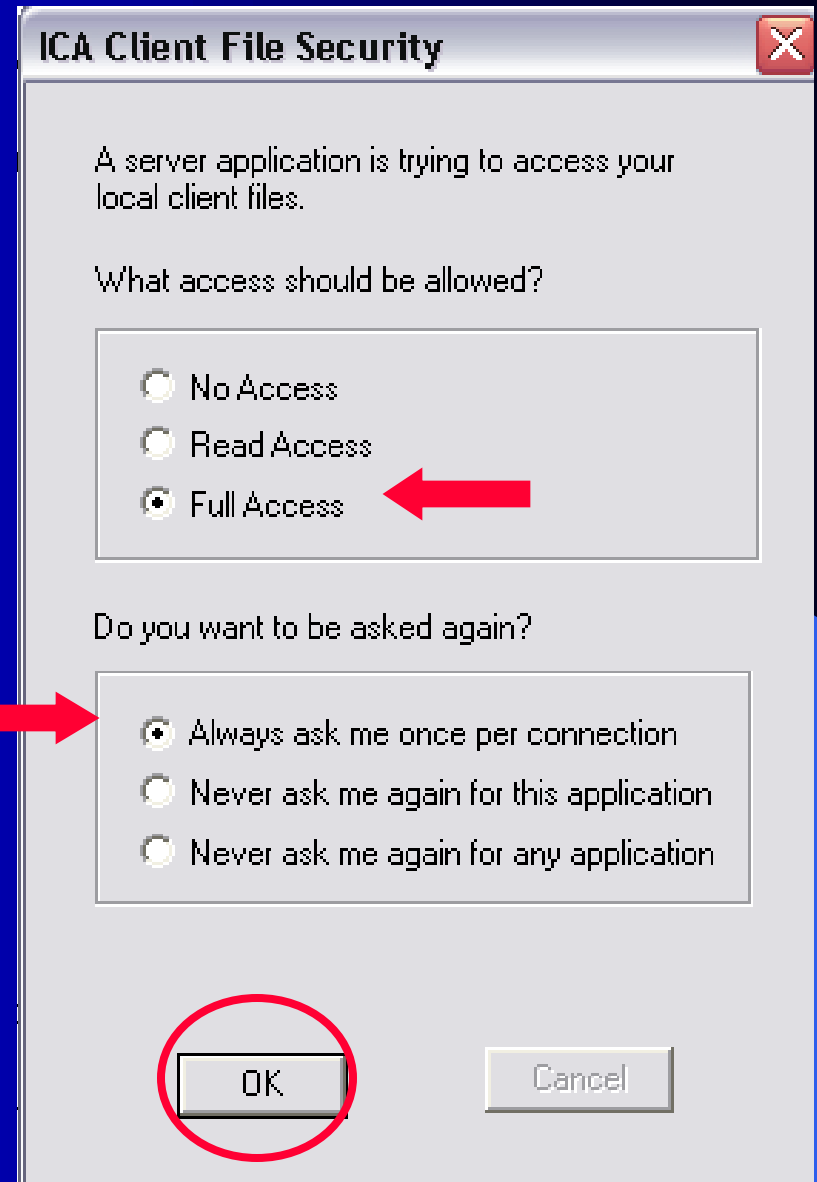 ICA Client File Security
A server application is trying to access your
local client files.
What access should be allowed?
No Access
Read Access
Full Access
Do you want to be asked again?
Always ask me once per connection
Never ask me again for this application
Never ask me again for any application
OK
Cancel